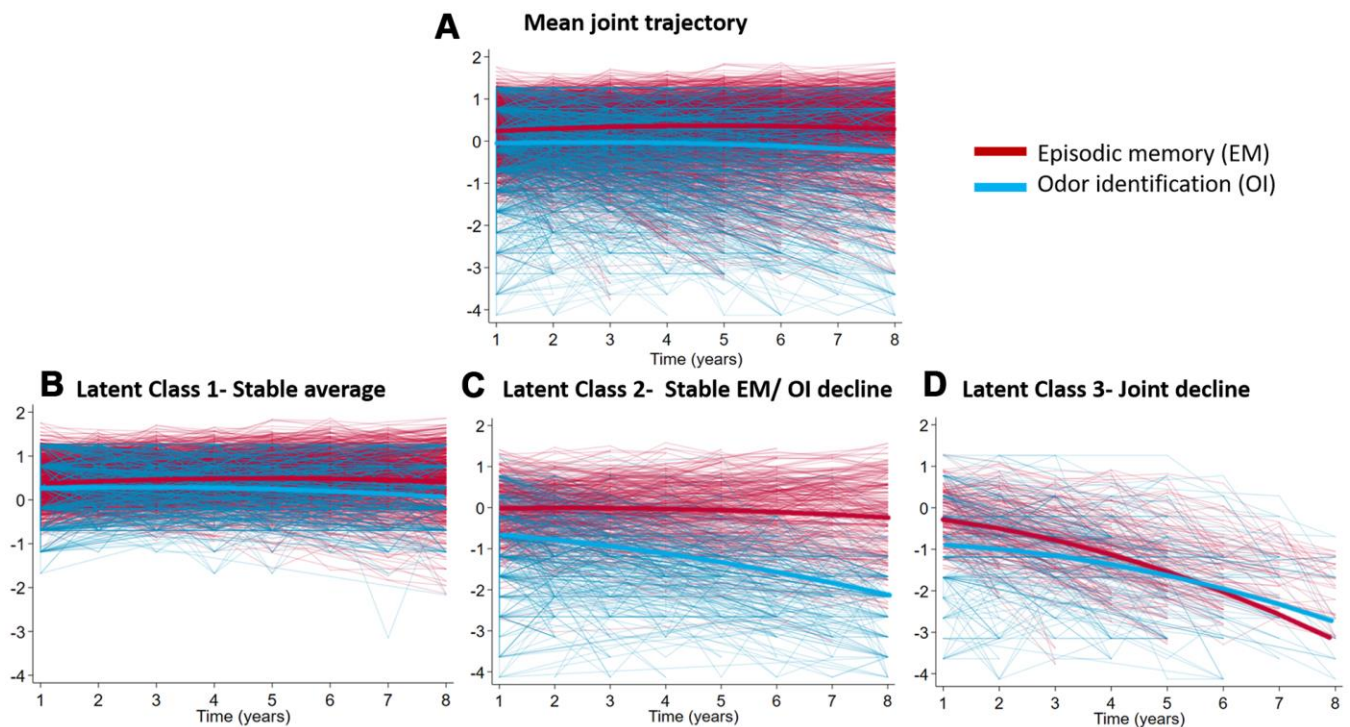 A Mean joint trajectory
2
1
0
-1
-2
-3
-4
1 2 3 4 5 6 7 8
Time (years)
Episodic memory (EM)
Odor identification (OI)
B Latent Class 1- Stable average
2
1
0
-1
-2
-3
-4
1 2 3 4 5 6 7 8
Time (years)
C Latent Class 2- Stable EM/ OI decline
2
1
0
-1
-2
-3
-4
1 2 3 4 5 6 7 8
Time (years)
D Latent Class 3- Joint decline
2
1
0
-1
-2
-3
-4
1 2 3 4 5 6 7 8
Time (years)